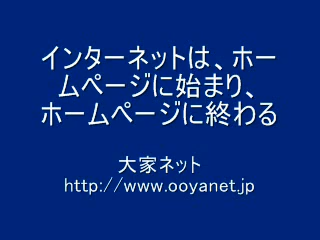 インターネットは、ホー
ムページに始まり、
ホームページに終わる
大家ネット
http://www.ooyanet.jp